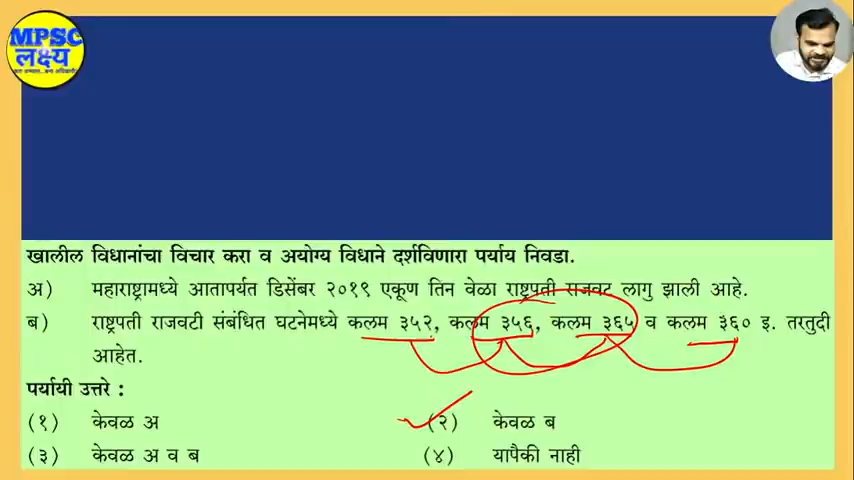 MPSC
लक्ष्य
खालील विधानांचा विचार करा व अयोग्य विधाने दर्शविणारा पर्याय निवडा.
अ) महाराष्ट्रामध्ये आतापर्यत डिसेंबर २०१९ एकूण तिन वेळा राष्ट्रपती राजवट लागु झाली आहे.
ब) राष्ट्रपती राजवटी संबंधित घटनेमध्ये कलम ३५२, कलम ३५६, कलम ३६५ व कलम ३६० इ. तरतुदी
आहेत.
पर्यायी उत्तरे :
(१) केवळ अ (२) केवळ ब
(३) केवळ अ व ब (४) यापैकी नाही